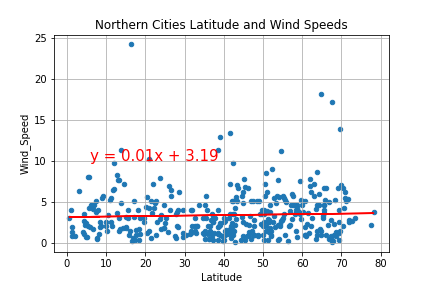 Northern Cities Latitude and Wind Speeds
25
20
15
10
5
0
Wind_Speed
y = 0.01x + 3.19
0 10 20 30 40 50 60 70 80
Latitude